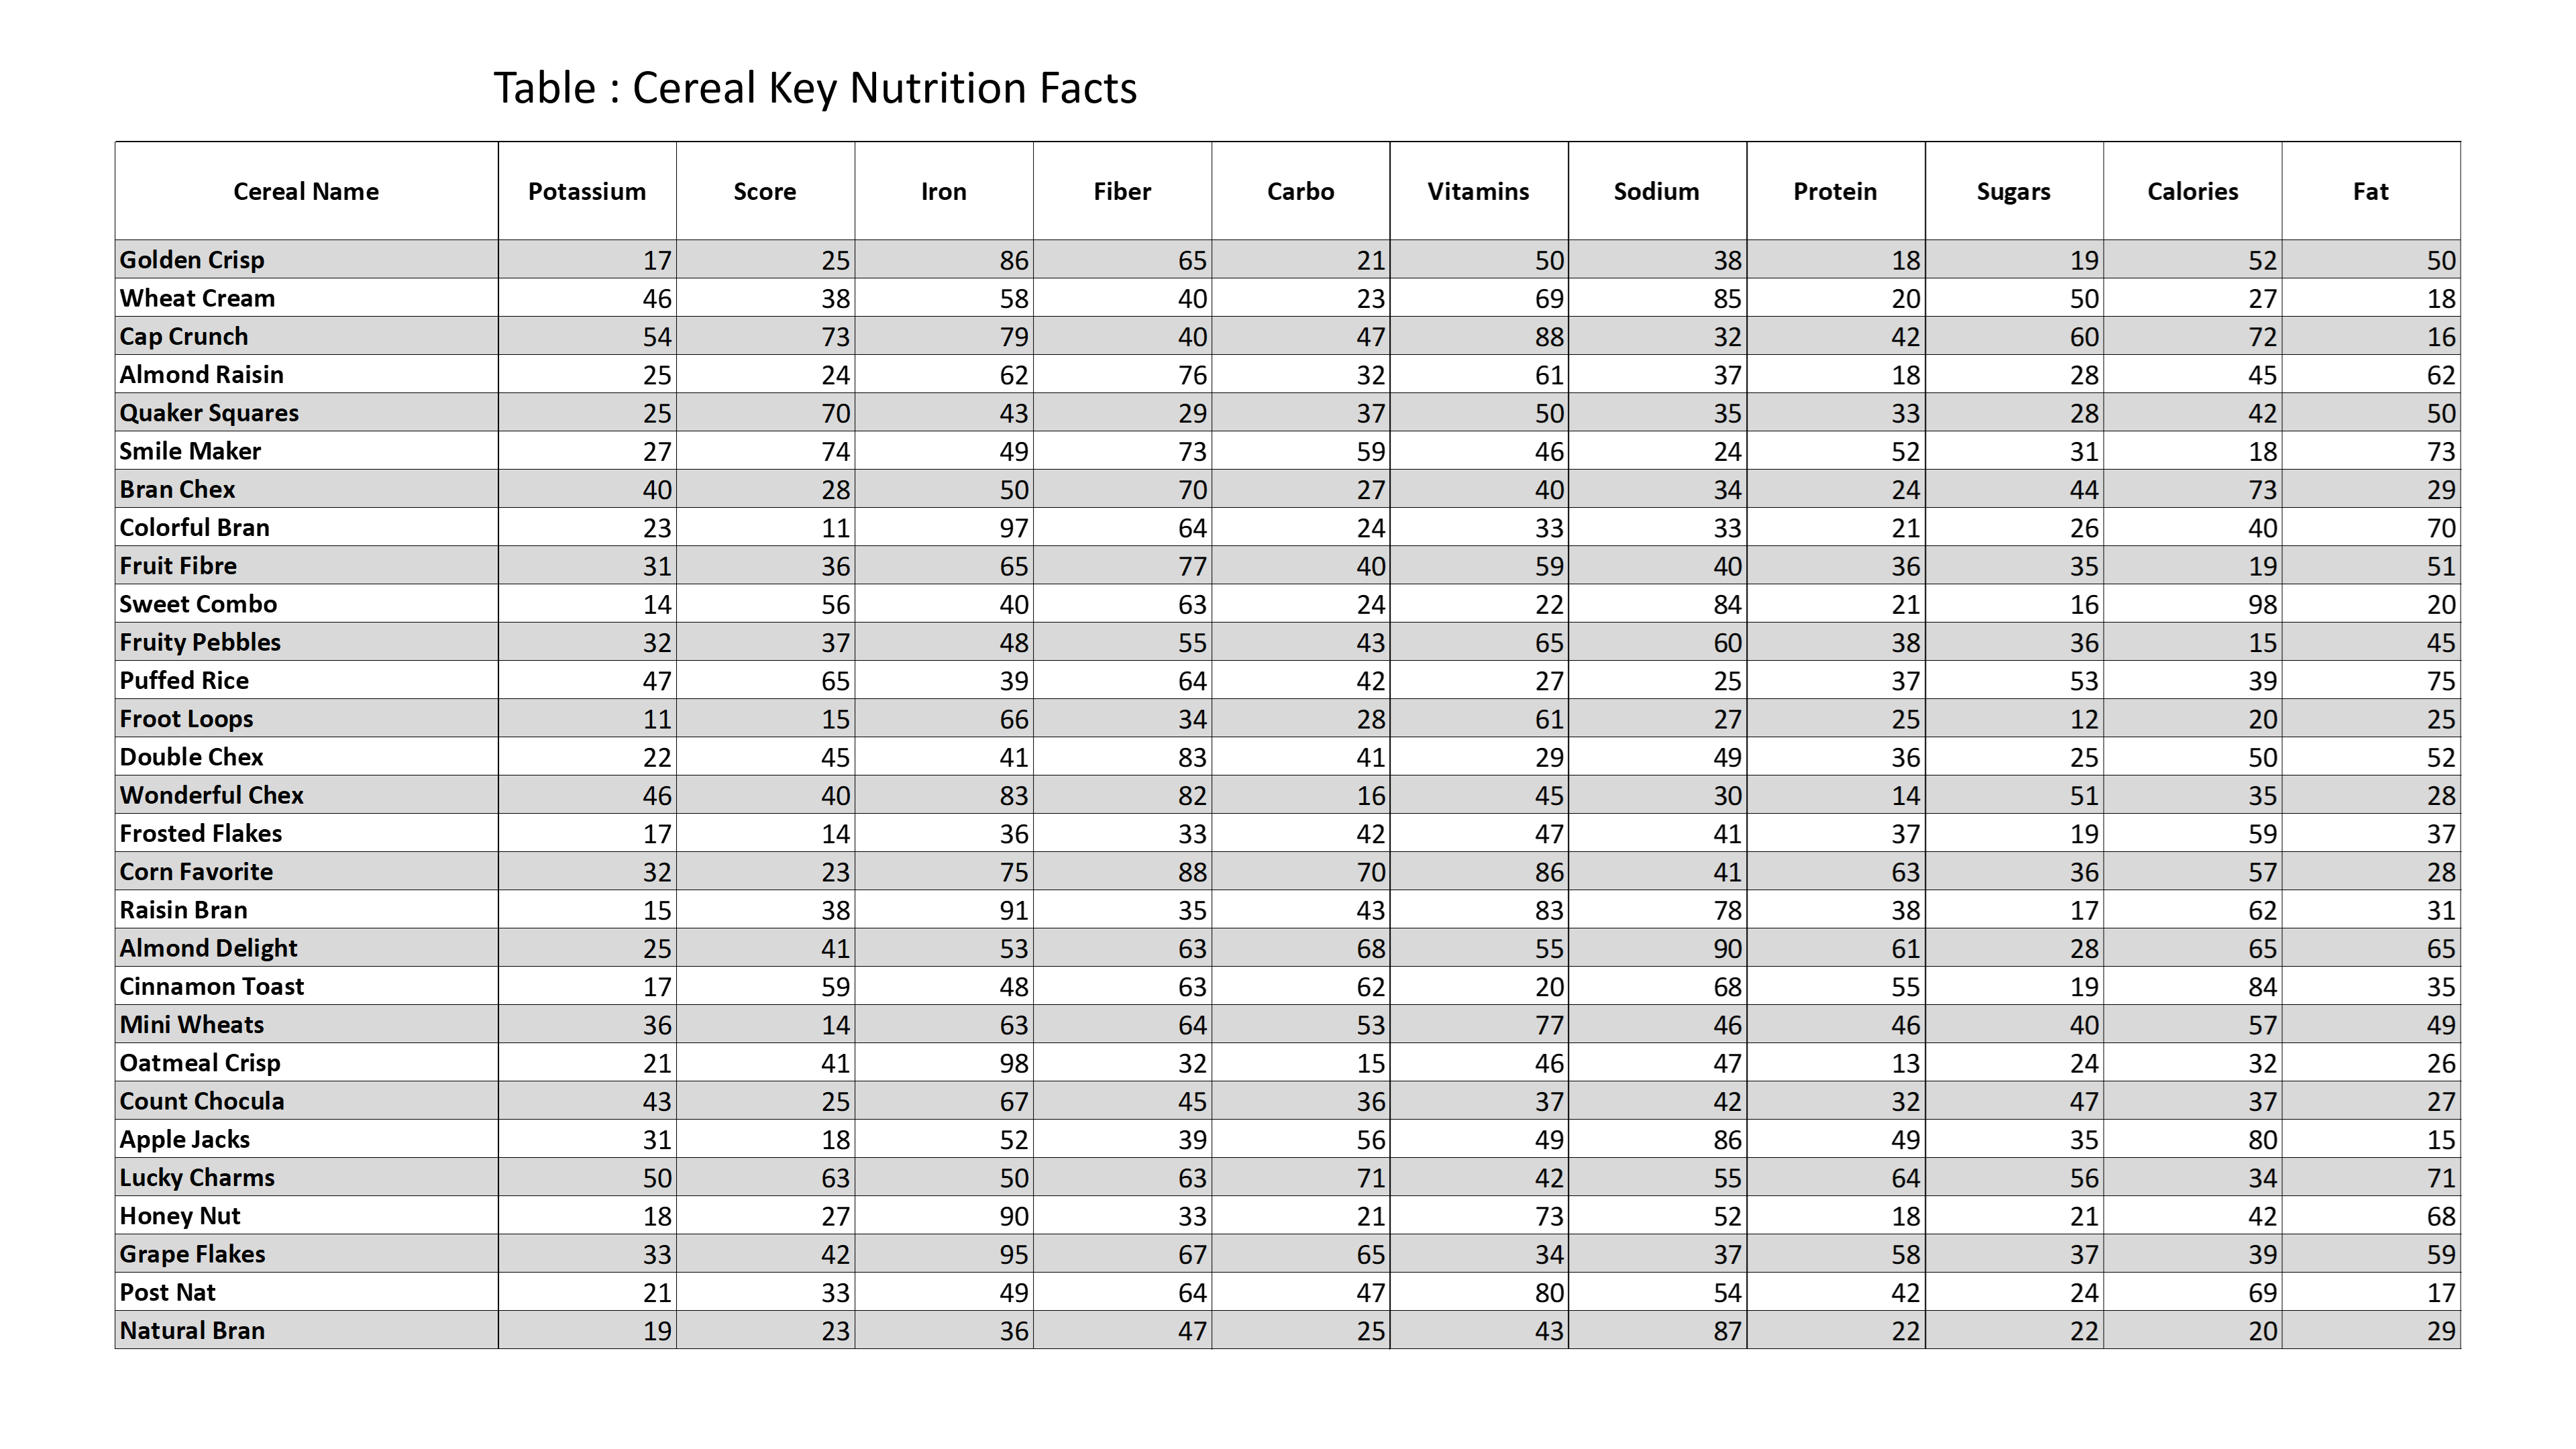 Table : Cereal Key Nutrition Facts
Cereal Name Potassium Score Iron Fiber Carbo Vitamins Sodium Protein Sugars Calories Fat
Golden Crisp 17 25 86 65 21 50 38 18 19 52 50
Wheat Cream 46 38 58 40 23 69 85 20 50 27 18
Cap Crunch 54 73 79 40 47 88 32 42 60 72 16
Almond Raisin 25 24 62 76 32 61 37 18 28 45 62
Quaker Squares 25 70 43 29 37 50 35 33 28 42 50
Smile Maker 27 74 49 73 59 46 24 52 31 18 73
Bran Chex 40 28 50 70 27 40 34 24 44 73 29
Colorful Bran 23 11 97 64 24 33 33 21 26 40 70
Fruit Fibre 31 36 65 77 40 59 40 36 35 19 51
Sweet Combo 14 56 40 63 24 22 84 21 16 98 20
Fruity Pebbles 32 37 48 55 43 65 60 38 36 15 45
Puffed Rice 47 65 39 64 42 27 25 37 53 39 75
Froot Loops 11 15 66 34 28 61 27 25 12 20 25
Double Chex 22 45 41 83 41 29 49 36 25 50 52
Wonderful Chex 46 40 83 82 16 45 30 14 51 35 28
Frosted Flakes 17 14 36 33 42 47 41 37 19 59 37
Corn Favorite 32 23 75 88 70 86 41 63 36 57 28
Raisin Bran 15 38 91 35 43 83 78 38 17 62 31
Almond Delight 25 41 53 63 68 55 90 61 28 65 65
Cinnamon Toast 17 59 48 63 62 20 68 55 19 84 35
Mini Wheats 36 14 63 64 53 77 46 46 40 57 49
Oatmeal Crisp 21 41 98 32 15 46 47 13 24 32 26
Count Chocula 43 25 67 45 36 37 42 32 47 37 27
Apple Jacks 31 18 52 39 56 49 86 49 35 80 15
Lucky Charms 50 63 50 63 71 42 55 64 56 34 71
Honey Nut 18 27 90 33 21 73 52 18 21 42 68
Grape Flakes 33 42 95 67 65 34 37 58 37 39 59
Post Nat 21 33 49 64 47 80 54 42 24 69 17
Natural Bran 19 23 36 47 25 43 87 22 22 20 29